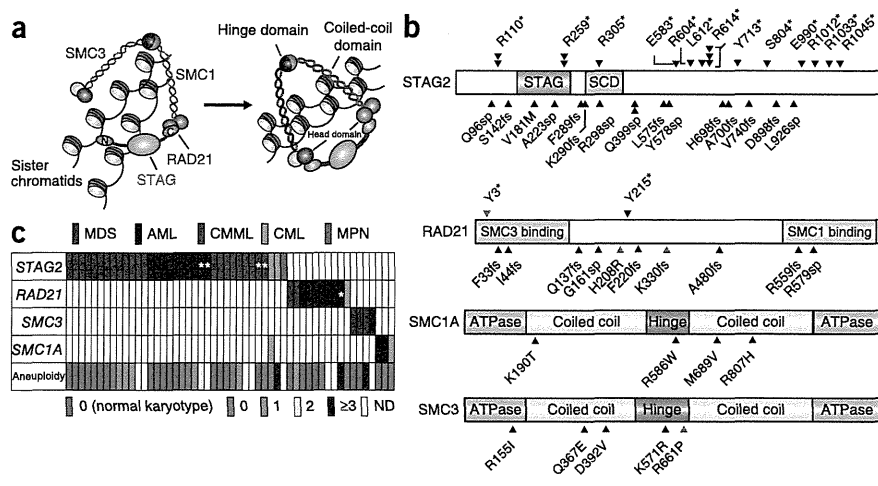 a
SMC3
SMC1
Hinge domain
Coiled-coil
domain
Head domain
N
RAD21
STAG
Sister
chromatids
b
R110*
R259*
R305*
E583*
R604*
L612*
R614*
Y713*
S804*
E990*
R1012*
R1033*
R1045*
STAG2
STAG
SCD
Q96sp
S142fs
V181M
A223sp
F289fs
K290fs
R298sp
Q399sp
L575fs
Y578sp
H698fs
A700fs
V740fs
D898fs
L926sp
Y3*
Y215*
RAD21
SMC3 binding
SMC1 binding
F33fs
I44fs
Q137fs
G161sp
H208R
F220fs
K330fs
A480fs
R559fs
R579sp
SMC1A
ATPase
Coiled coil
Hinge
Coiled coil
ATPase
K190T
R586W
M689V
R807H
SMC3
ATPase
Coiled coil
Hinge
Coiled coil
ATPase
R155I
Q367E
D392V
K571R
R661P
c
MDS AML CMML CML MPN
STAG2
**
**
RAD21
*
SMC3
SMC1A
Aneuploidy
0 (normal karyotype) 0 1 2 ≥3 ND